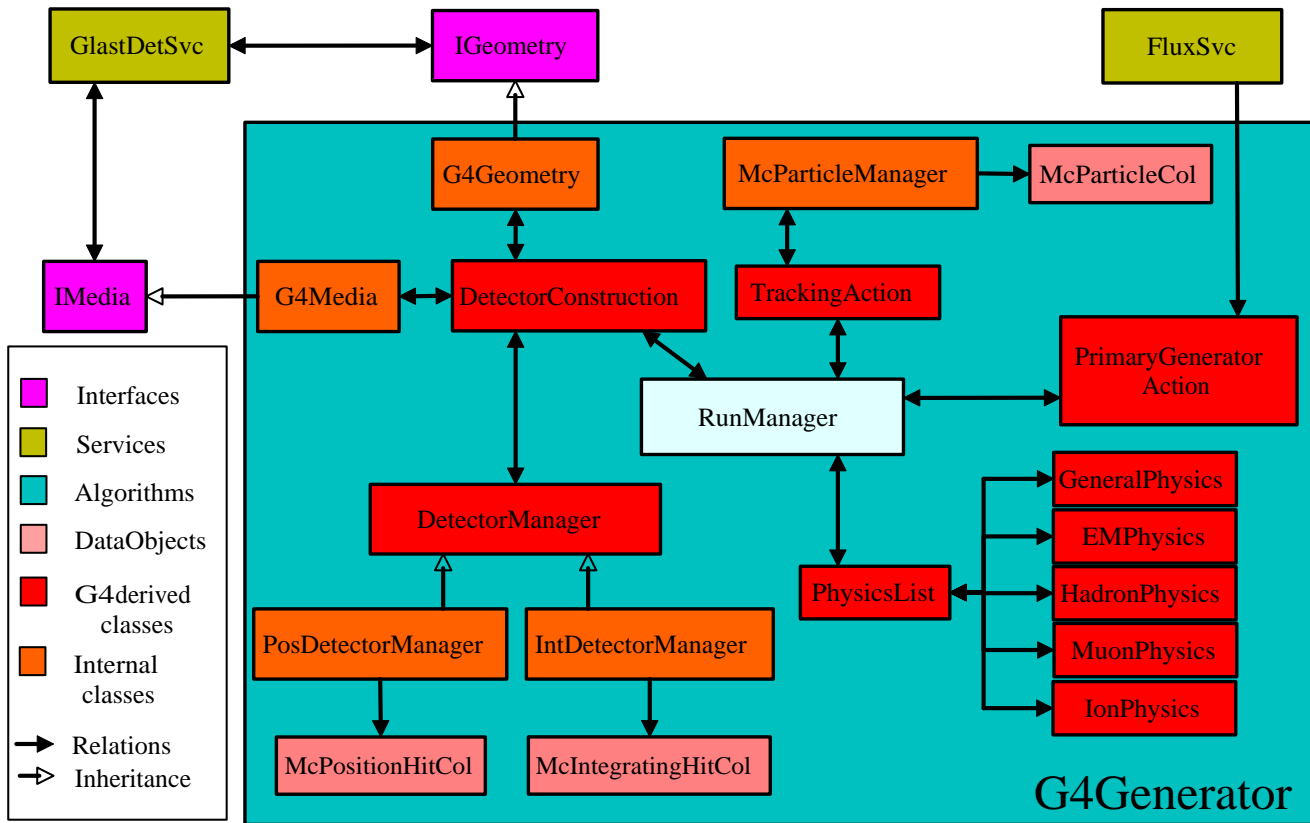 GlastDetSvc
IGeometry
FluxSvc
G4Geometry
McParticleManager
McParticleCol
IMedia
G4Media
DetectorConstruction
TrackingAction
PrimaryGenerator
Action
RunManager
Interfaces
Services
Algorithms
DataObjects
G4derived
classes
Internal
classes
Relations
Inheritance
DetectorManager
PhysicsList
GeneralPhysics
EMPhysics
HadronPhysics
MuonPhysics
IonPhysics
PosDetectorManager
IntDetectorManager
McPositionHitCol
McIntegratingHitCol
G4Generator